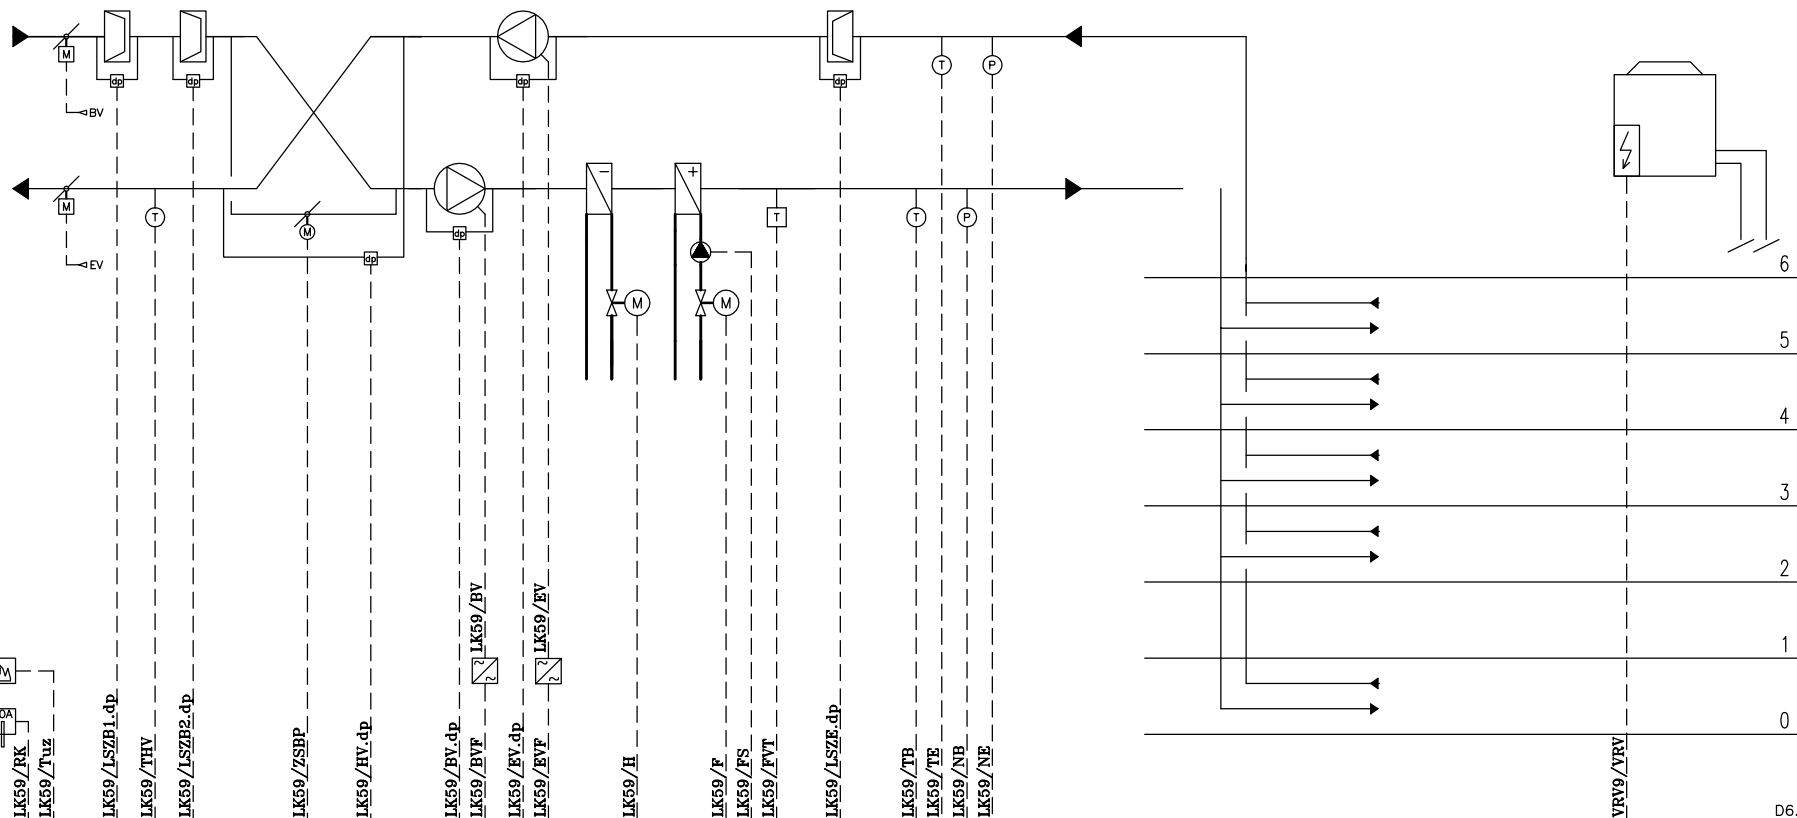 M
M
dp
dp
dp
dp
T
P
BV
M
T
M
dp
dp
−
+
T
T
P
EV
M
M
6
5
4
3
2
1
0
LK59/BV
LK59/EV
~
~
~
~
0A
LK59/RK
LK59/Tuz
LK59/LSZB1.dp
LK59/THV
LK59/LSZB2.dp
LK59/ZSBP
LK59/HV.dp
LK59/BV.dp
LK59/BVF
LK59/EV.dp
LK59/EVF
LK59/H
LK59/F
LK59/FS
LK59/FVT
LK59/LSZE.dp
LK59/TB
LK59/TE
LK59/NB
LK59/NE
VRV9/VRV
D6.